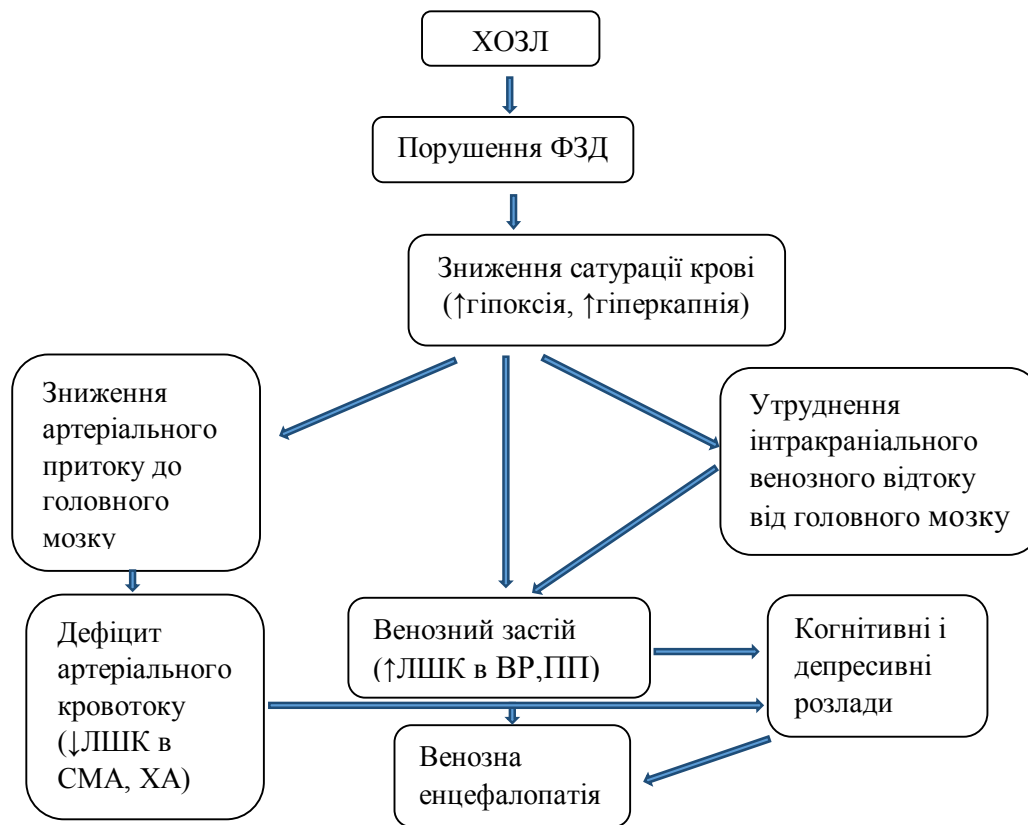 ХОЗЛ
Порушення ФЗД
Зниження сатурації крові
(↑гіпоксія, ↑гіперкапнія)
Зниження
артеріального
притоку до
головного
мозку
Утруднення
інтракраніального
венозного відтоку
від головного мозку
Дефіцит
артеріального
кровотоку
(↓ЛШК в
СМА, ХА)
Венозний застій
(↑ЛШК в ВР,ПП)
Когнітивні і
депресивні
розлади
Венозна
енцефалопатія